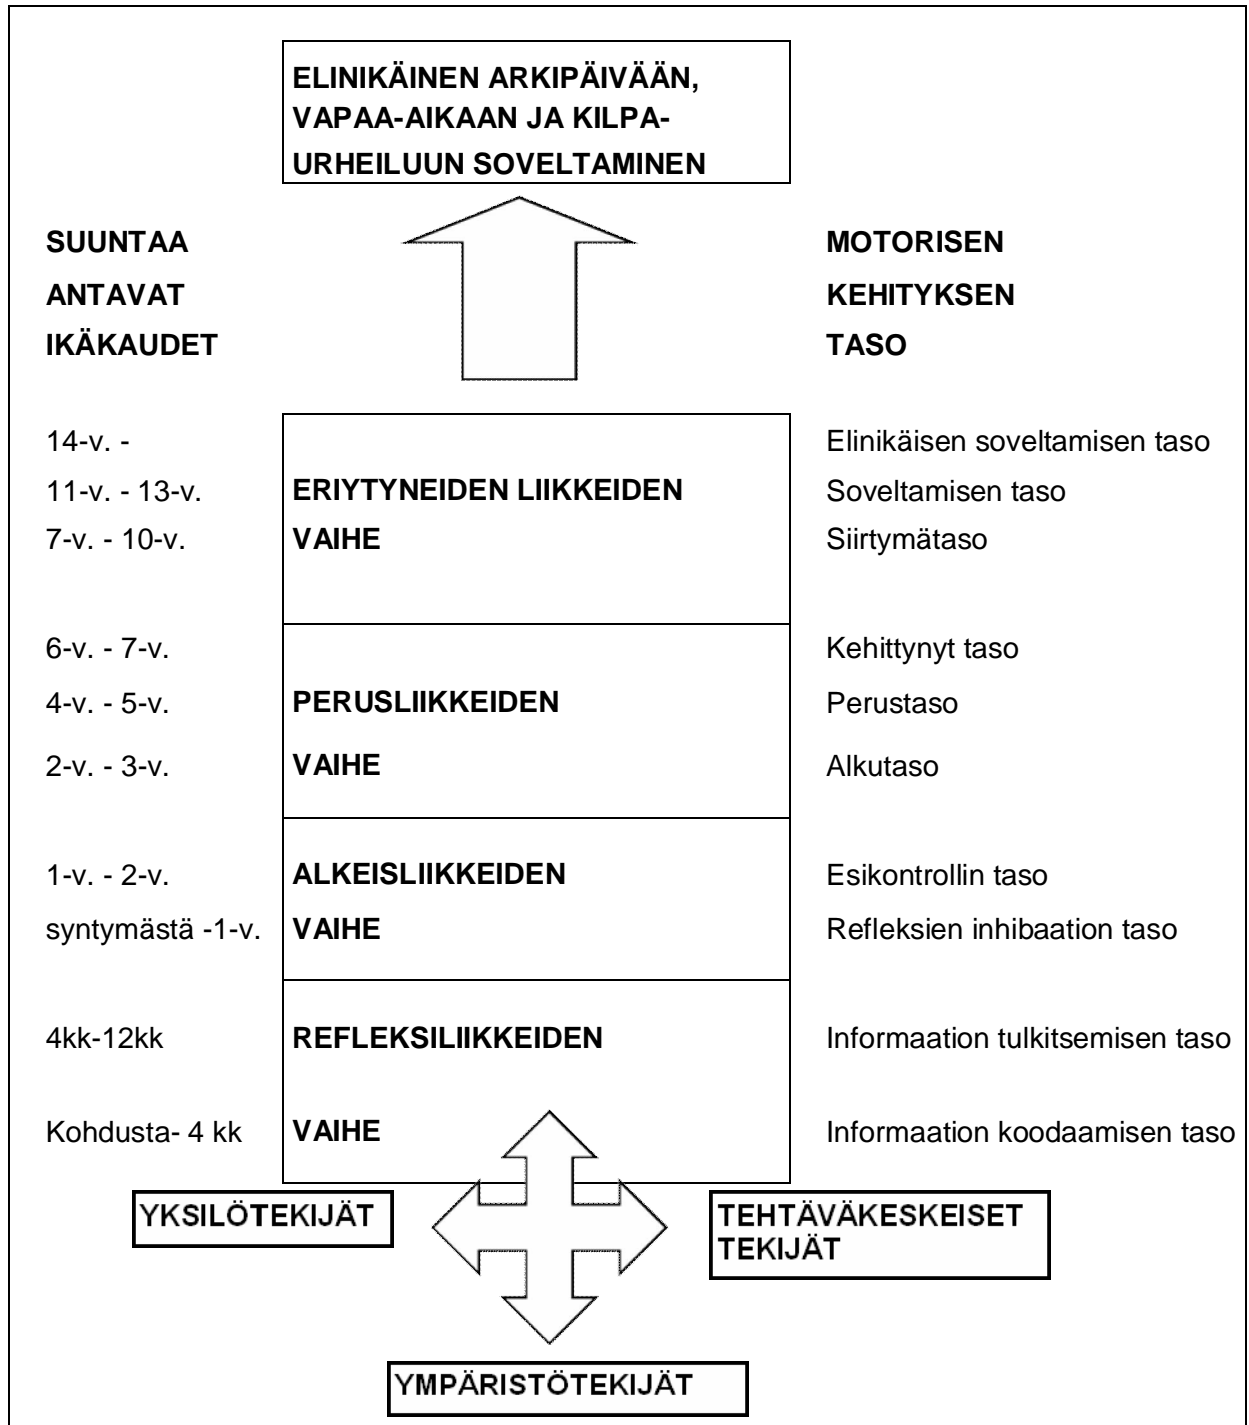 ELINIKÄINEN ARKIPÄIVÄÄN,
VAPAA-AIKAAN JA KILPA-
URHEILUUN SOVELTAMINEN
SUUNTAA
ANTAVAT
IKÄKAUDET
MOTORISEN
KEHITYKSEN
TASO
14-v. -
Elinikäisen soveltamisen taso
11-v. - 13-v.
ERIYTYNEIDEN LIIKKEIDEN
Soveltamisen taso
7-v. - 10-v.
VAIHE
Siirtymätaso
6-v. - 7-v.
Kehittynyt taso
4-v. - 5-v.
PERUSLIIKKEIDEN
Perustaso
2-v. - 3-v.
VAIHE
Alkutaso
1-v. - 2-v.
ALKEISLIIKKEIDEN
Esikontrollin taso
syntymästä -1-v.
VAIHE
Refleksien inhibaation taso
4kk-12kk
REFLEKSILIIKKEIDEN
Informaation tulkitsemisen taso
Kohdusta- 4 kk
VAIHE
Informaation koodaamisen taso
YKSILÖTEKIJÄT
TEHTÄVÄKESKEISET
TEKIJÄT
YMPÄRISTÖTEKIJÄT